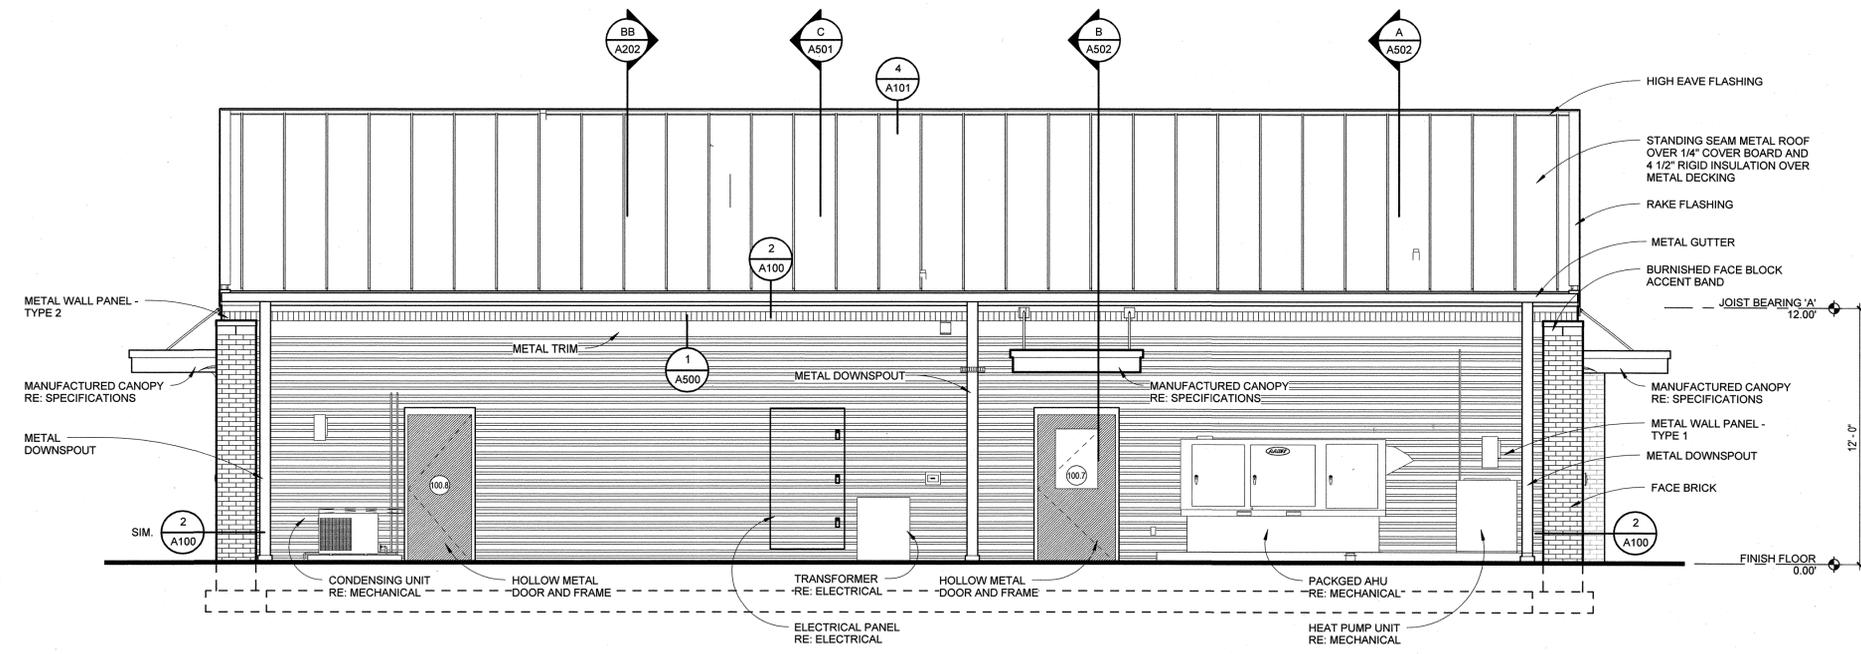 BB
A202
C
A501
B
A502
A
A502
4
A101
HIGH EAVE FLASHING
STANDING SEAM METAL ROOF
OVER 1/4" COVER BOARD AND
4 1/2" RIGID INSULATION OVER
METAL DECKING
RAKE FLASHING
METAL GUTTER
BURNISHED FACE BLOCK
ACCENT BAND
2
A100
METAL WALL PANEL -
TYPE 2
JOIST BEARING 'A'
12.00'
METAL TRIM
1
A500
METAL DOWNSPOUT
MANUFACTURED CANOPY
RE: SPECIFICATIONS
MANUFACTURED CANOPY
RE: SPECIFICATIONS
MANUFACTURED CANOPY
RE: SPECIFICATIONS
METAL
DOWNSPOUT
METAL WALL PANEL -
TYPE 1
METAL DOWNSPOUT
12' - 0"
100.8
100.7
FACE BRICK
SIM.
2
A100
2
A100
FINISH FLOOR
0.00'
CONDENSING UNIT
RE: MECHANICAL
HOLLOW METAL
DOOR AND FRAME
TRANSFORMER
RE: ELECTRICAL
HOLLOW METAL
DOOR AND FRAME
PACKGED AHU
RE: MECHANICAL
ELECTRICAL PANEL
RE: ELECTRICAL
HEAT PUMP UNIT
RE: MECHANICAL